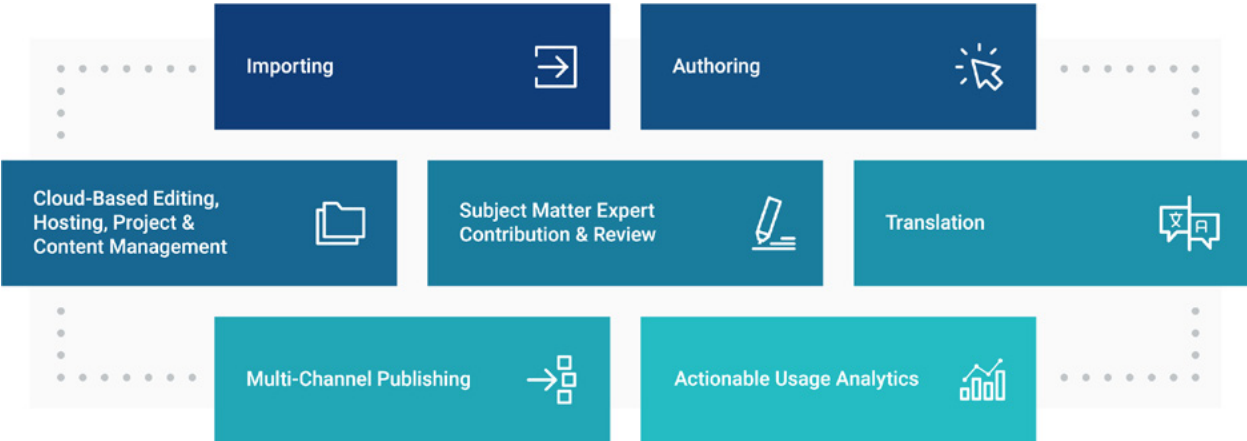 Importing
Authoring
Cloud-Based Editing,
Hosting, Project &
Content Management
Subject Matter Expert
Contribution & Review
Translation
文
A
Multi-Channel Publishing
Actionable Usage Analytics